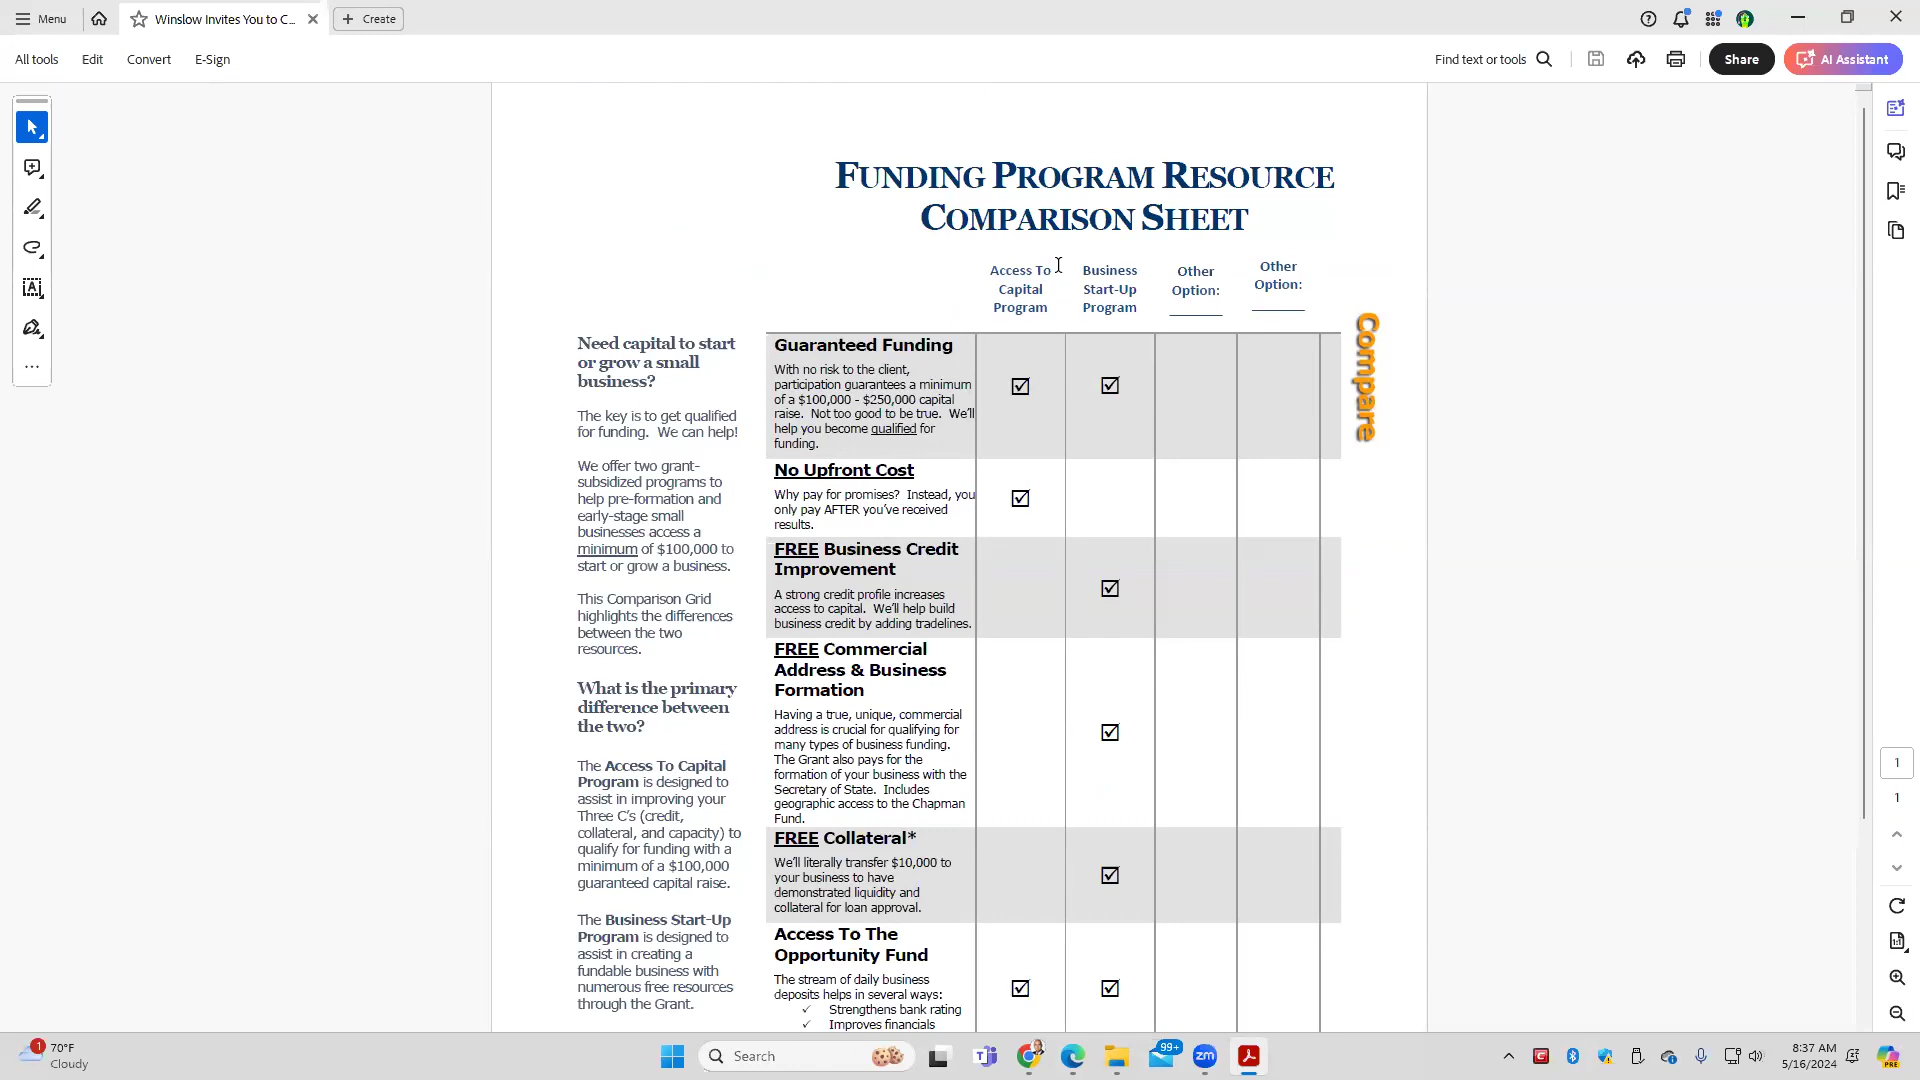 Menu
Winslow Invites You to C...
Create
All tools
Edit
Convert
E-Sign
Find text or tools
Share
AI Assistant
FUNDING PROGRAM RESOURCE
COMPARISON SHEET
Access To
Capital
Program
Business
Start-Up
Program
Other
Option:
Other
Option:
Compare
Need capital to start
or grow a small
business?
The key is to get qualified
for funding.  We can help!
We offer two grant-
subsidized programs to
help pre-formation and
early-stage small
businesses access a
minimum of $100,000 to
start or grow a business.
This Comparison Grid
highlights the differences
between the two
resources.
What is the primary
difference between
the two?
The Access To Capital
Program is designed to
assist in improving your
Three C's (credit,
collateral, and capacity) to
qualify for funding with a
minimum of a $100,000
guaranteed capital raise.
The Business Start-Up
Program is designed to
assist in creating a
fundable business with
numerous free resources
through the Grant.
Guaranteed Funding
With no risk to the client,
participation guarantees a minimum
of a $100,000 - $250,000 capital
raise.  Not too good to be true.  We'll
help you become qualified for
funding.
No Upfront Cost
Why pay for promises?  Instead, you
only pay AFTER you've received
results.
FREE Business Credit
Improvement
A strong credit profile increases
access to capital.  We'll help build
business credit by adding tradelines.
FREE Commercial
Address & Business
Formation
Having a true, unique, commercial
address is crucial for qualifying for
many types of business funding.
The Grant also pays for the
formation of your business with the
Secretary of State.  Includes
geographic access to the Chapman
Fund.
FREE Collateral*
We'll literally transfer $10,000 to
your business to have
demonstrated liquidity and
collateral for loan approval.
Access To The
Opportunity Fund
The stream of daily business
deposits helps in several ways:
Strengthens bank rating
Improves financials
1
1
1
70°F
Cloudy
Search
99+
zm
8:37 AM
5/16/2024
PRE